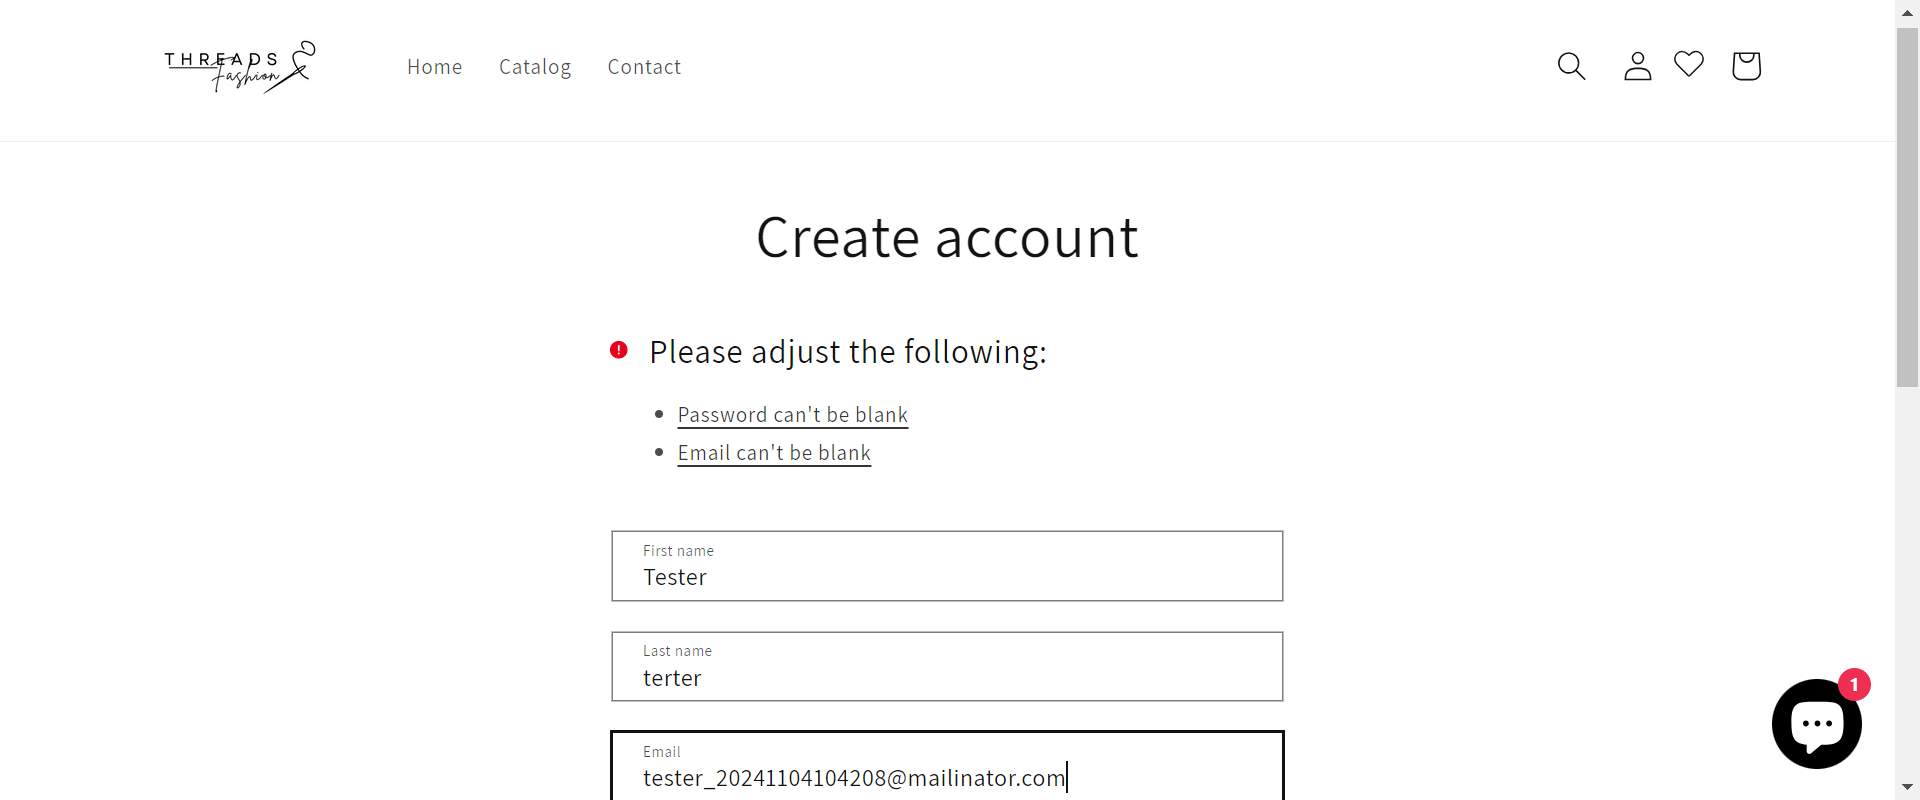 THREADS
Fashion
Home
Catalog
Contact
Create account
Please adjust the following:
Password can't be blank
Email can't be blank
First name
Tester
Last name
terter
Email
tester_20241104104208@mailinator.com
1